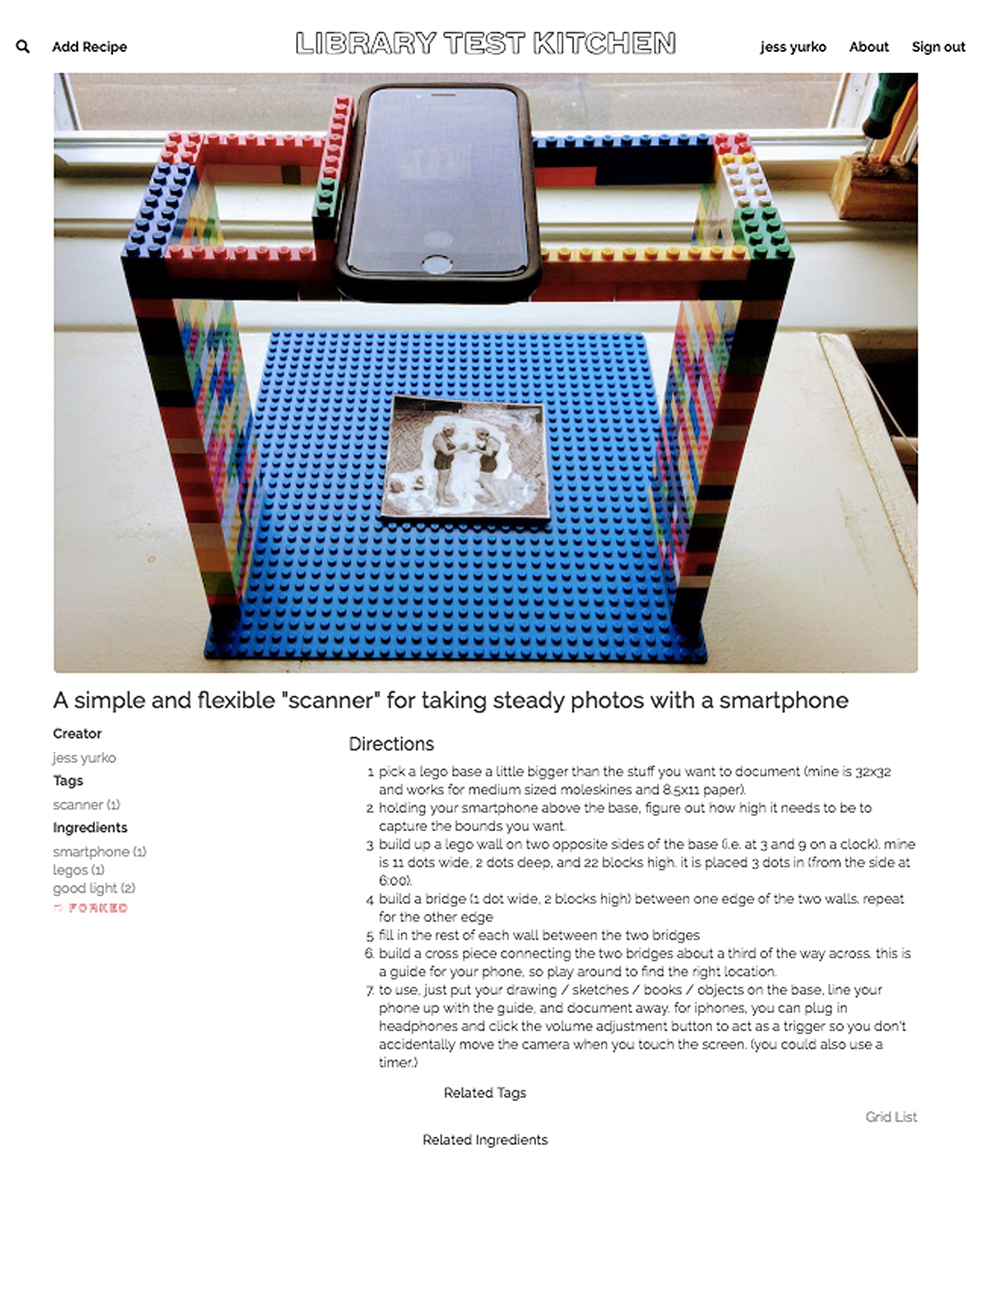 Add Recipe
LIBRARY TEST KITCHEN
jess yurko About Sign out
A simple and flexible "scanner" for taking steady photos with a smartphone
Creator
jess yurko
Tags
scanner (1)
Ingredients
smartphone (1)
legos (1)
good light (2)
FORKED
Directions
1. pick a lego base a little bigger than the stuff you want to document (mine is 32x32
and works for medium sized moleskines and 8.5x11 paper).
2. holding your smartphone above the base, figure out how high it needs to be to
capture the bounds you want.
3. build up a lego wall on two opposite sides of the base (i.e. at 3 and 9 on a clock). mine
is 11 dots wide, 2 dots deep, and 22 blocks high. it is placed 3 dots in (from the side at
6:00).
4. build a bridge (1 dot wide, 2 blocks high) between one edge of the two walls. repeat
for the other edge
5. fill in the rest of each wall between the two bridges
6. build a cross piece connecting the two bridges about a third of the way across. this is
a guide for your phone, so play around to find the right location.
7. to use, just put your drawing / sketches / books / objects on the base, line your
phone up with the guide, and document away. for iphones, you can plug in
headphones and click the volume adjustment button to act as a trigger so you don't
accidentally move the camera when you touch the screen. (you could also use a
timer.)
Related Tags
Grid List
Related Ingredients